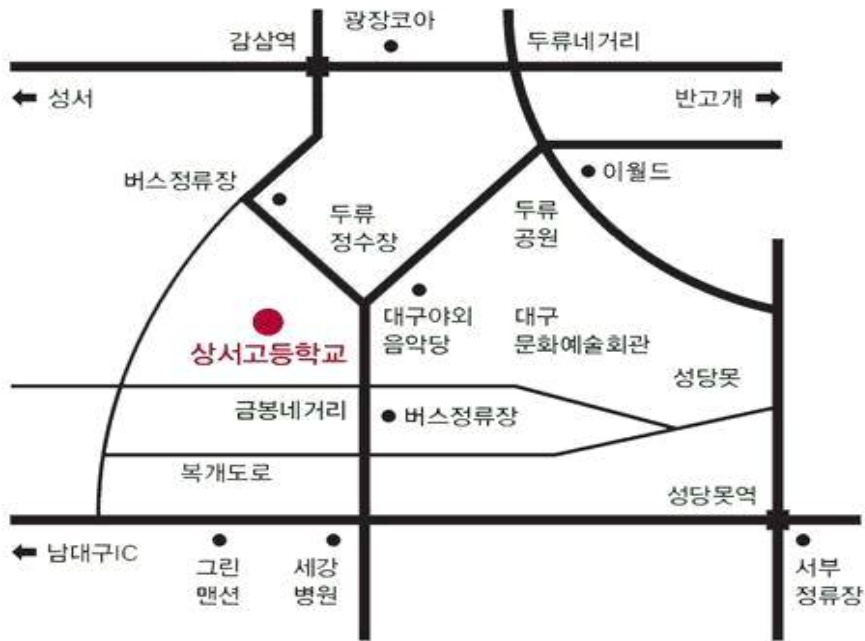 광장코아
감삼역
두류네거리
← 성서
반고개 →
버스정류장
이월드
두류
정수장
두류
공원
대구야외
음악당
대구
문화예술회관
상서고등학교
성당못
금봉네거리
버스정류장
복개도로
성당못역
← 남대구IC
그린
맨션
세강
병원
서부
정류장